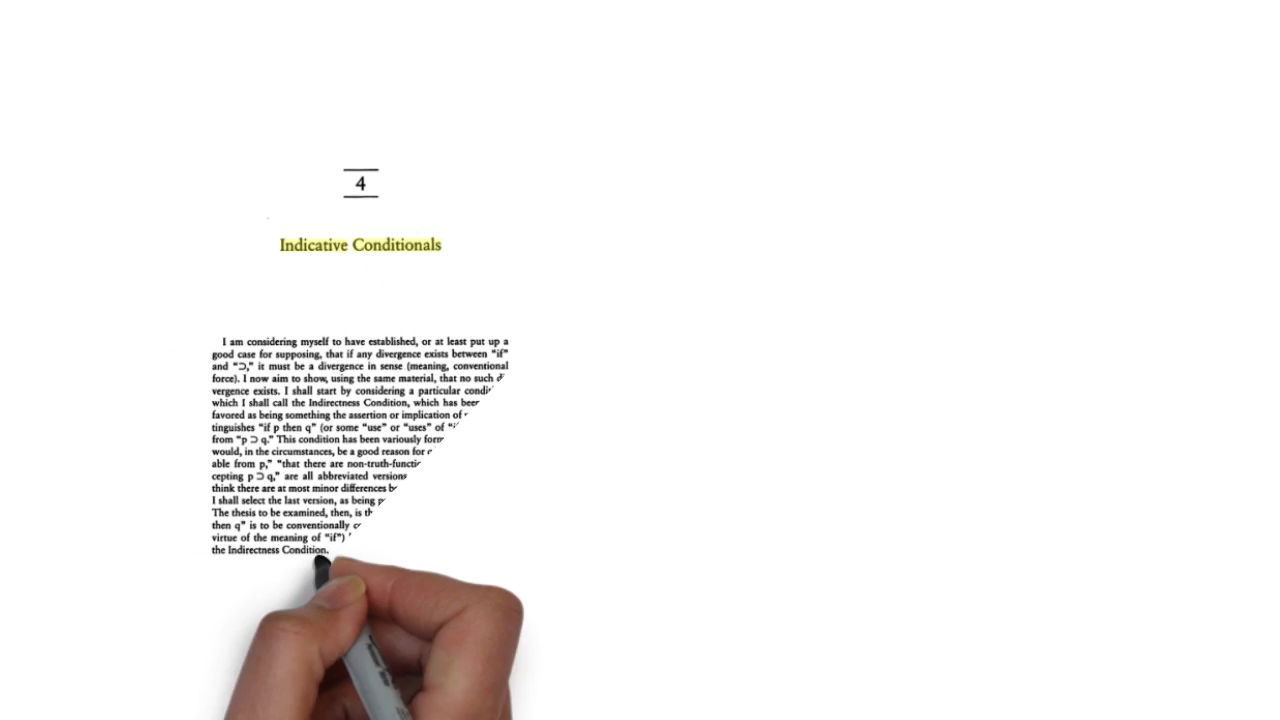 4
Indicative Conditionals
I am considering myself to have established, or at least put up a
good case for supposing, that if any divergence exists between "if"
and "⊃," it must be a divergence in sense (meaning, conventional
force). I now aim to show, using the same material, that no such
vergence exists. I shall start by considering a particular
which I shall call the Indirectness Condition, which has been
favored as being something the assertion or implication of
tinguishes "if p then q" (or some "use" or "uses" of
from "p ⊃ q." This condition has been variously
would, in the circumstances, be a good reason for
able from p," "that there are
cepting p ⊃ q," are all abbreviated versions
think there are at most minor differences
I shall select the last version, as being
The thesis to be examined, then, is
then q" is to be conventionally
virtue of the meaning of "if")
the Indirectness Condition.